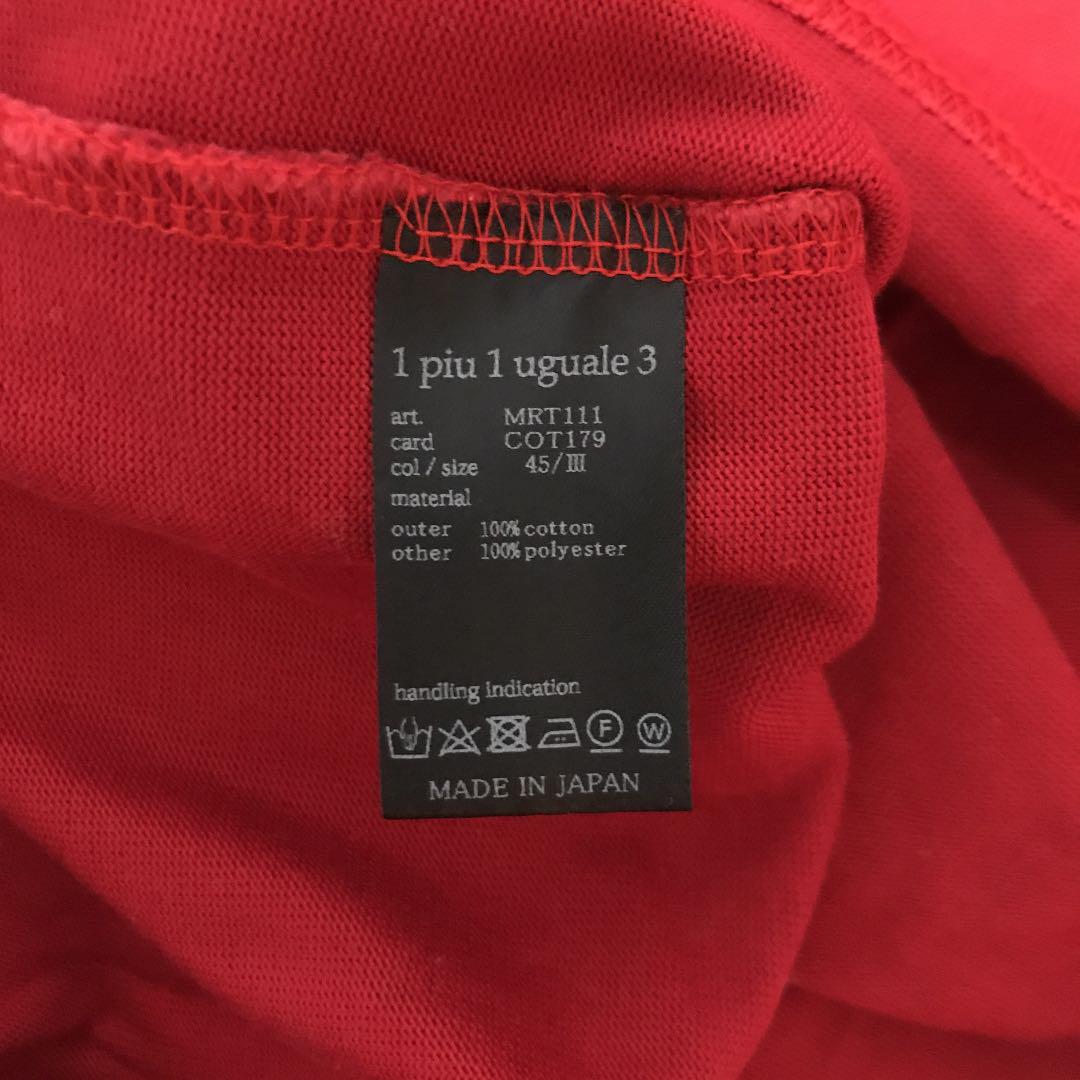 1 piu 1 uguale 3
art. MRT111
card COT179
col / size 45/Ⅲ
material
outer 100% cotton
other 100% polyester
handling indication
F W
MADE IN JAPAN